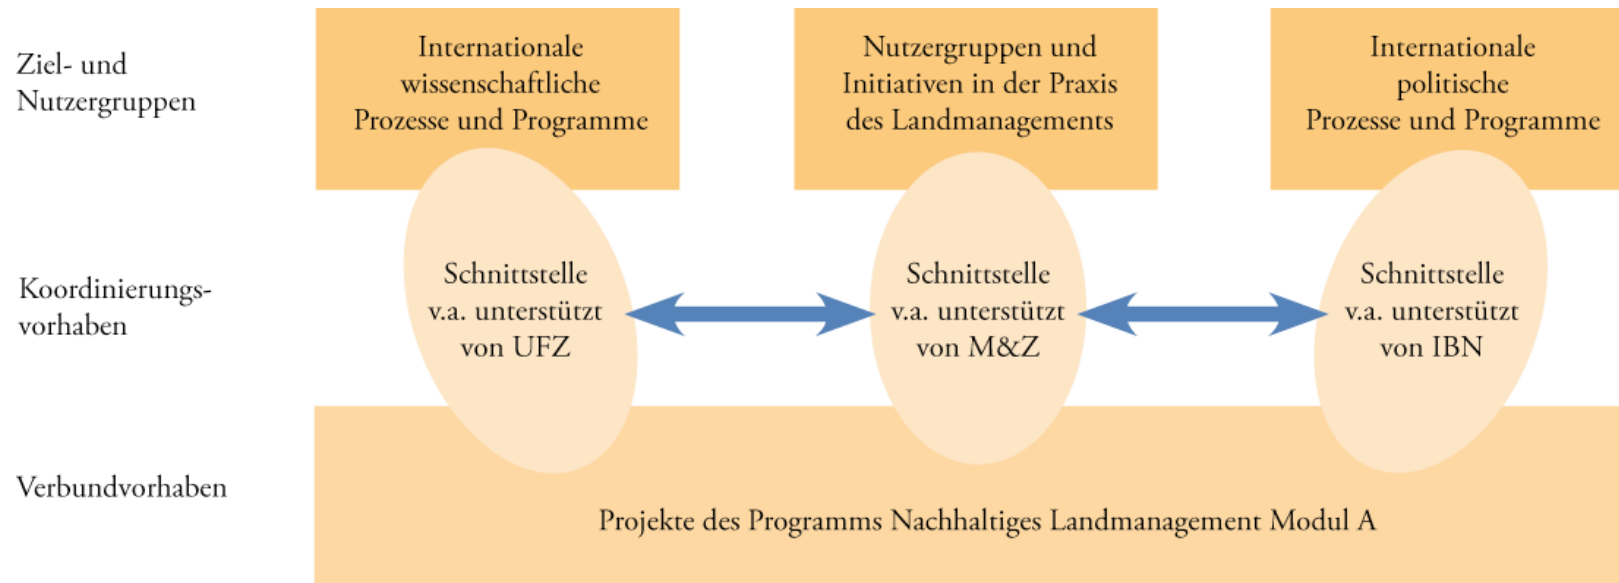 Ziel- und
Nutzergruppen
Internationale
wissenschaftliche
Prozesse und Programme
Nutzergruppen und
Initiativen in der Praxis
des Landmanagements
Internationale
politische
Prozesse und Programme
Koordinierungs-
vorhaben
Schnittstelle
v.a. unterstützt
von UFZ
Schnittstelle
v.a. unterstützt
von M&Z
Schnittstelle
v.a. unterstützt
von IBN
Verbundvorhaben
Projekte des Programms Nachhaltiges Landmanagement Modul A